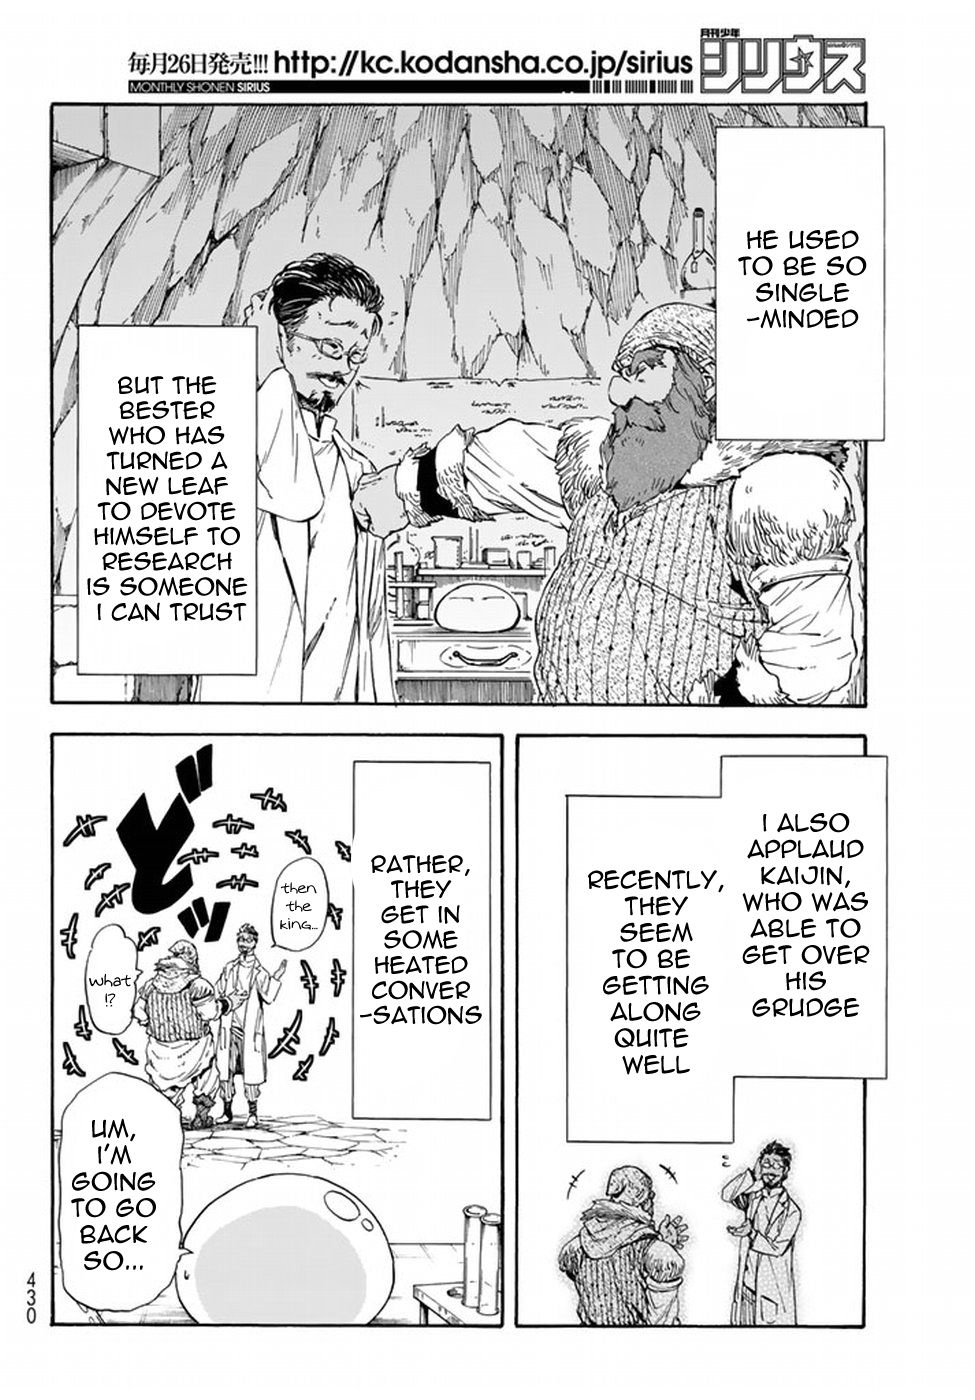 毎月26日発売!!! http://kc.kodansha.co.jp/sirius
MONTHLY SHONEN SIRIUS
月刊少年
シリウス
HE USED
TO BE SO
SINGLE
-MINDED
BUT THE
BESTER
WHO HAS
TURNED A
NEW LEAF
TO DEVOTE
HIMSELF TO
RESEARCH
IS SOMEONE
I CAN TRUST
I ALSO
APPLAUD
KAIJIN,
WHO WAS
ABLE TO
GET OVER
HIS
GRUDGE
RECENTLY,
THEY
SEEM
TO BE
GETTING
ALONG
QUITE
WELL
RATHER,
THEY
GET IN
SOME
HEATED
CONVER
-SATIONS
ビビ
then
the
king...
what
!?
UM,
I'M
GOING
TO GO
BACK
SO...
430